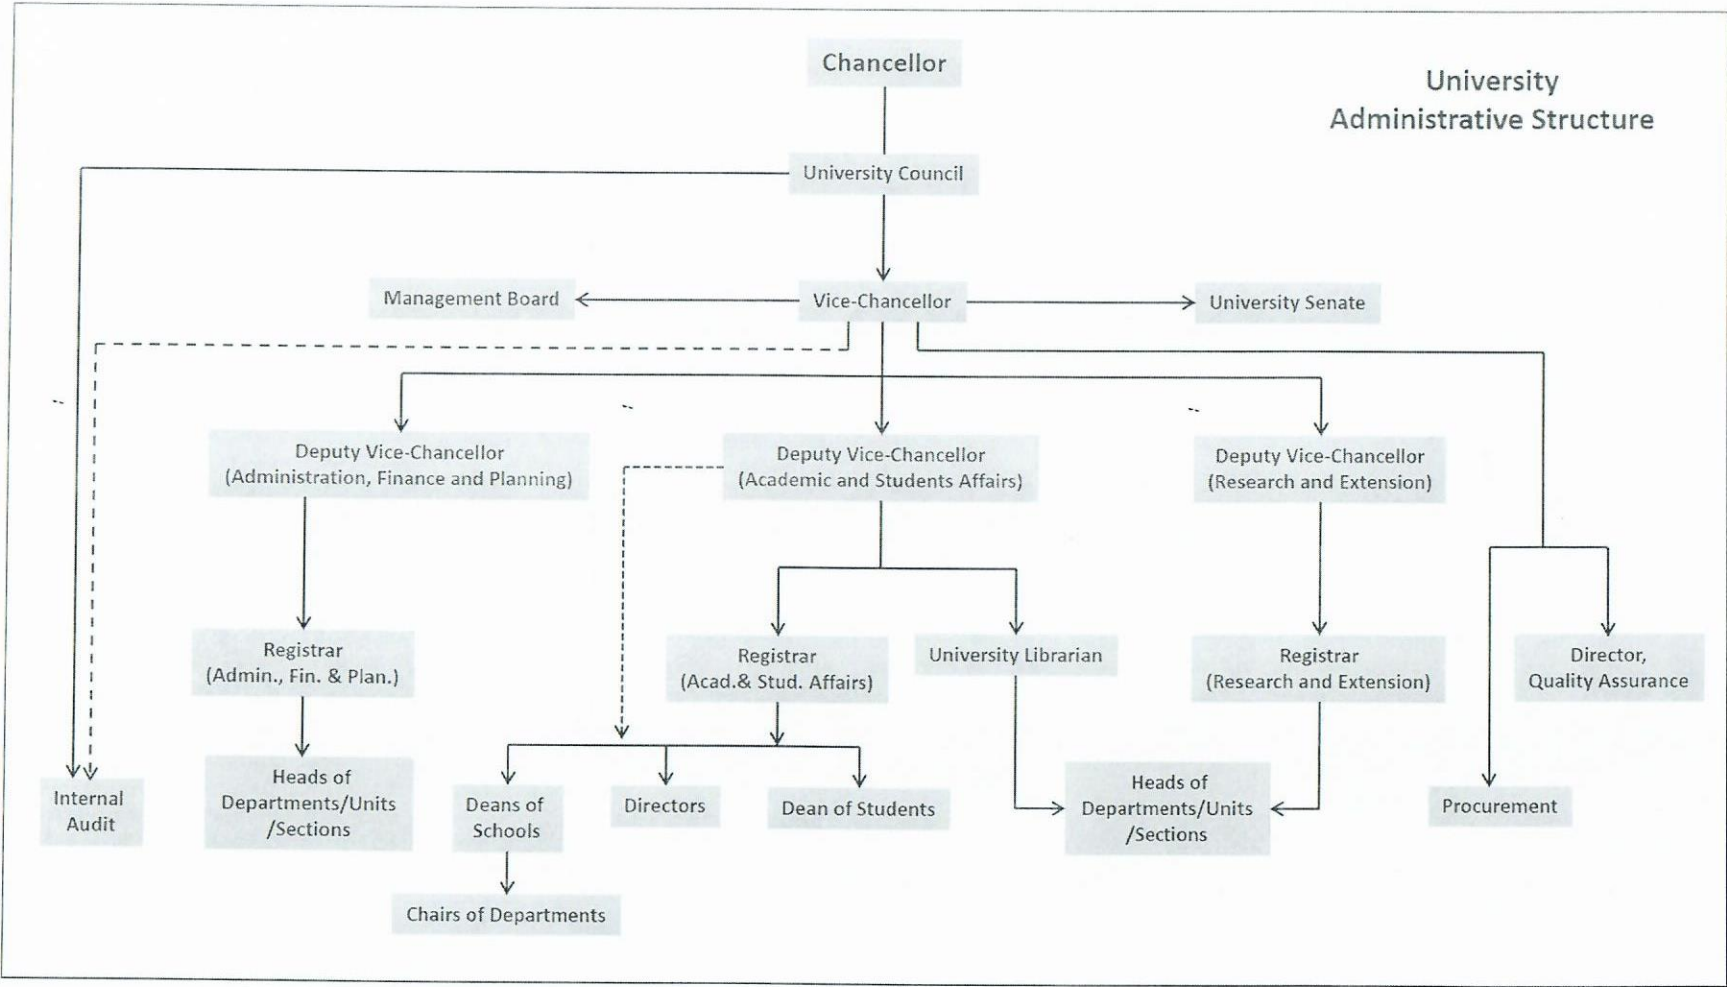 Chancellor
University
Administrative Structure
University Council
Management Board
Vice-Chancellor
University Senate
Deputy Vice-Chancellor
(Administration, Finance and Planning)
Deputy Vice-Chancellor
(Academic and Students Affairs)
Deputy Vice-Chancellor
(Research and Extension)
Registrar
(Admin., Fin. & Plan.)
Registrar
(Acad.& Stud. Affairs)
University Librarian
Registrar
(Research and Extension)
Director,
Quality Assurance
Internal
Audit
Heads of
Departments/Units
/Sections
Deans of
Schools
Directors
Dean of Students
Heads of
Departments/Units
/Sections
Procurement
Chairs of Departments